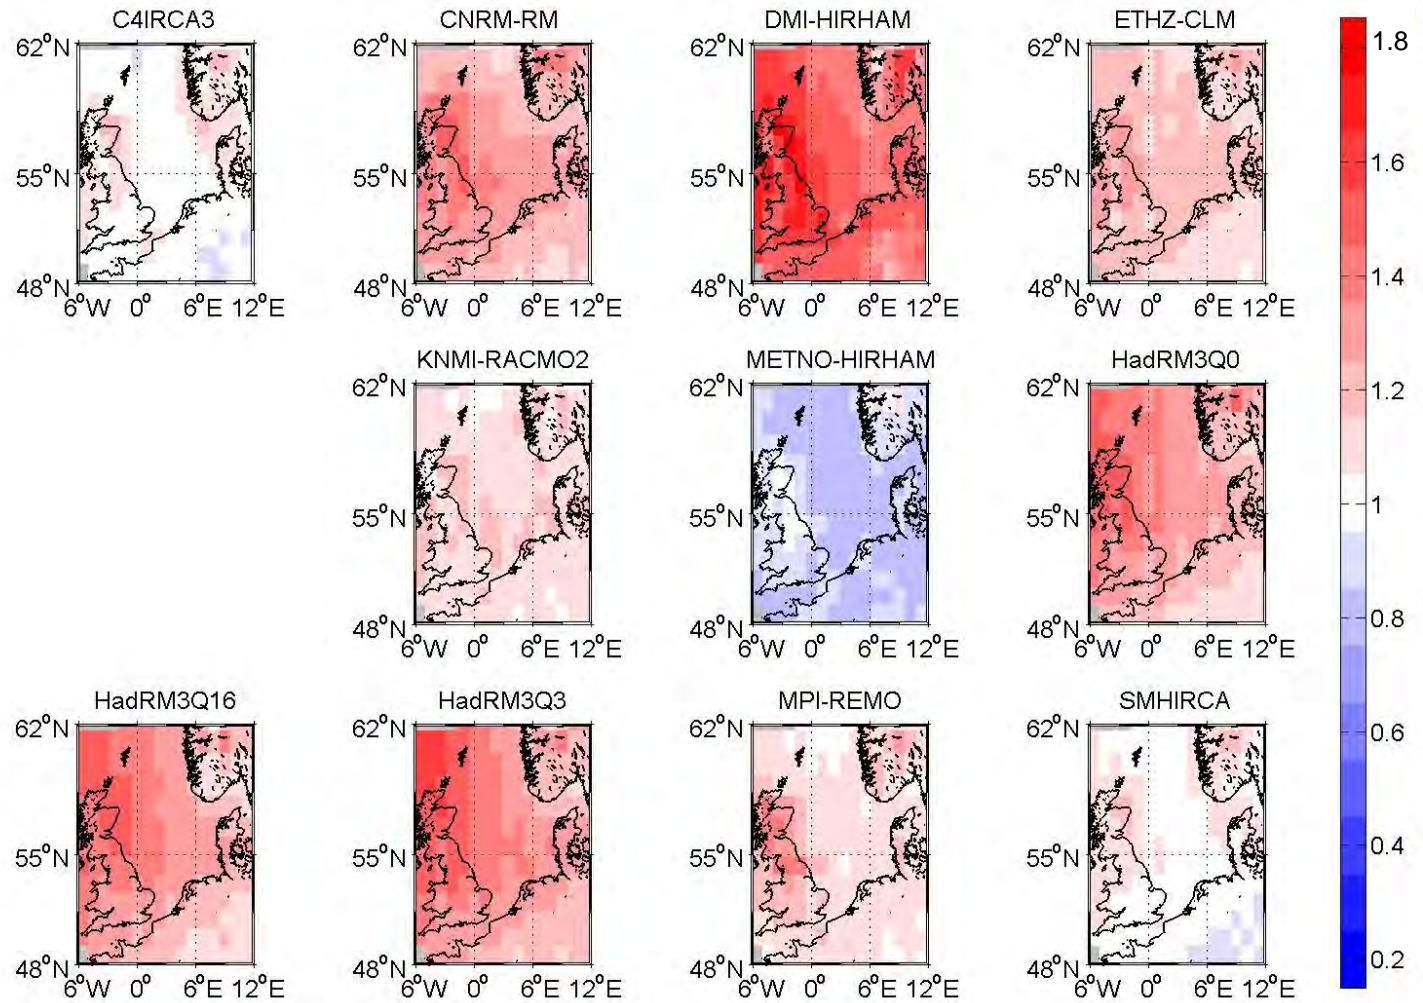 C4IRCA3 CNRM-RM DMI-HIRHAM ETHZ-CLM
62°N 62°N 62°N 62°N 1.8
55°N 55°N 55°N 55°N 1.6
48°N 48°N 48°N 48°N 1.4
6°W 0° 6°E 12°E 6°W 0° 6°E 12°E 6°W 0° 6°E 12°E 6°W 0° 6°E 12°E
KNMI-RACMO2 METNO-HIRHAM HadRM3Q0
62°N 62°N 62°N 1.2
55°N 55°N 55°N 1
48°N 48°N 48°N 0.8
6°W 0° 6°E 12°E 6°W 0° 6°E 12°E 6°W 0° 6°E 12°E
HadRM3Q16 HadRM3Q3 MPI-REMO SMHIRCA
62°N 62°N 62°N 62°N 0.6
55°N 55°N 55°N 55°N 0.4
48°N 48°N 48°N 48°N 0.2
6°W 0° 6°E 12°E 6°W 0° 6°E 12°E 6°W 0° 6°E 12°E 6°W 0° 6°E 12°E